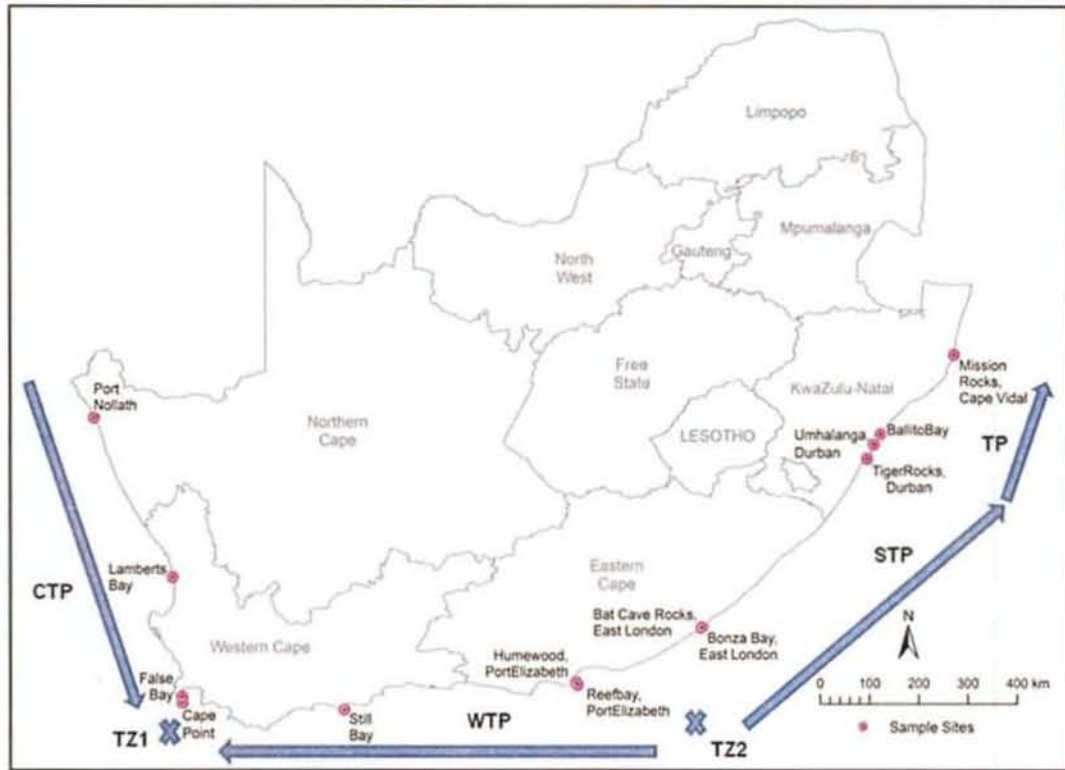 Limpopo
Mpumalanga
Gauteng
North
West
Free
State
KwaZulu-Natal
Mission
Rocks,
Cape Vidal
Port
Nollath
Northern
Cape
LESOTHO
Umhalanga,
Durban
BallitoBay
TigerRocks,
Durban
TP
STP
CTP
Lamberts
Bay
Eastern
Cape
Bat Cave Rocks,
East London
Bonza Bay,
East London
N
Western Cape
Humewood,
PortElizabeth
Reefbay,
PortElizabeth
0 100 200 300 400 km
False
Bay
Cape
Point
Still
Bay
WTP
TZ1
TZ2
Sample Sites